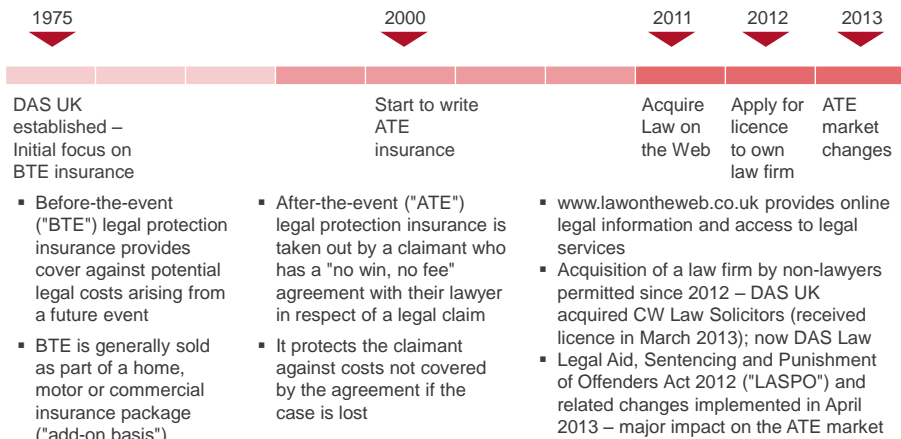 1975
2000
2011
2012
2013
DAS UK
established –
Initial focus on
BTE insurance
Start to write
ATE
insurance
Acquire
Law on
the Web
Apply for
licence
to own
law firm
ATE
market
changes
▪ Before-the-event
("BTE") legal protection
insurance provides
cover against potential
legal costs arising from
a future event
▪ BTE is generally sold
as part of a home,
motor or commercial
insurance package
("add-on basis")
▪ After-the-event ("ATE")
legal protection insurance is
taken out by a claimant who
has a "no win, no fee"
agreement with their lawyer
in respect of a legal claim
▪ It protects the claimant
against costs not covered
by the agreement if the
case is lost
▪ www.lawontheweb.co.uk provides online
legal information and access to legal
services
▪ Acquisition of a law firm by non-lawyers
permitted since 2012 – DAS UK
acquired CW Law Solicitors (received
licence in March 2013); now DAS Law
▪ Legal Aid, Sentencing and Punishment
of Offenders Act 2012 ("LASPO") and
related changes implemented in April
2013 – major impact on the ATE market